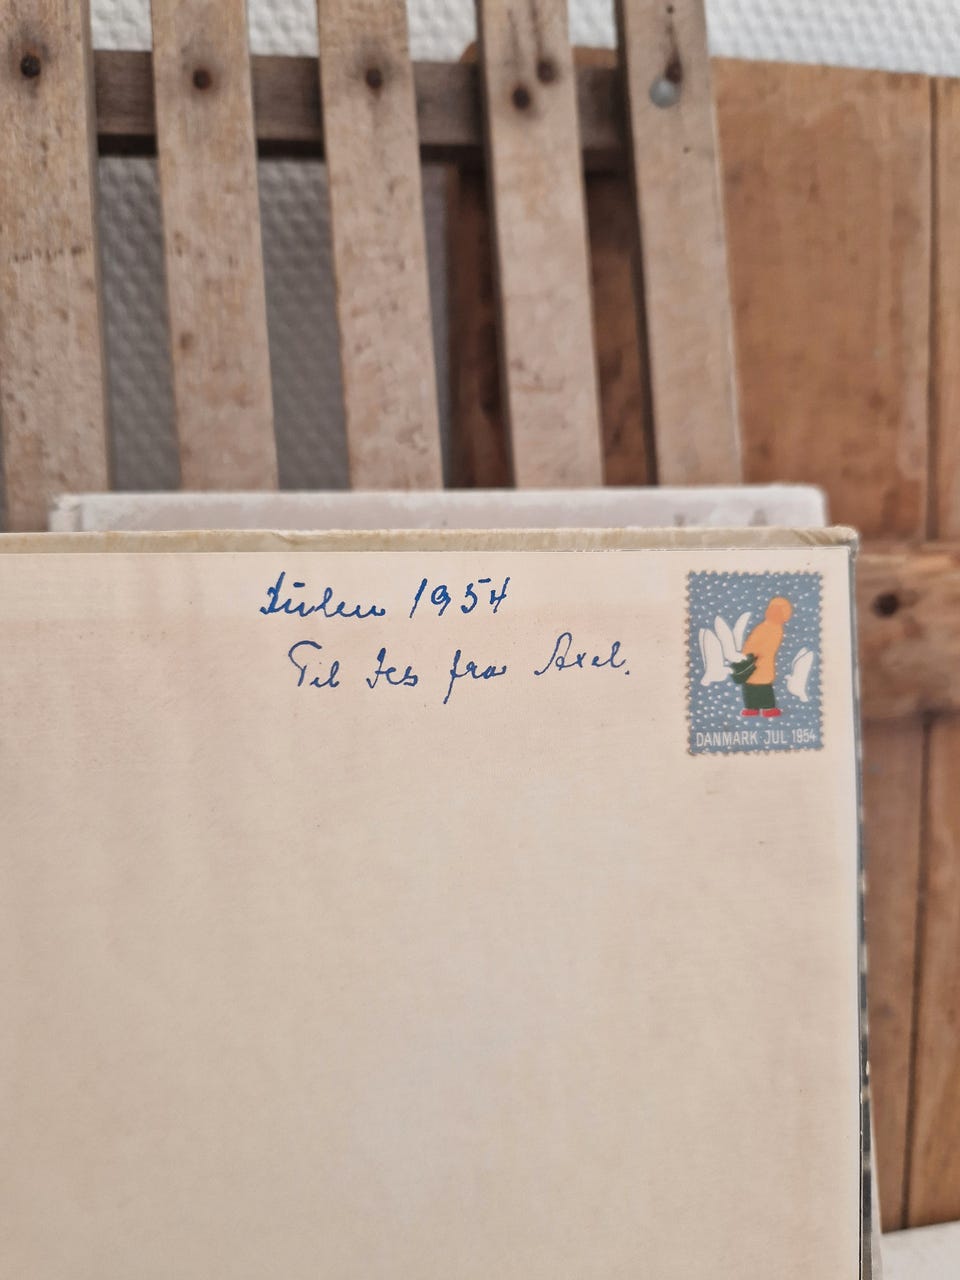 Julen 1954
Til Jes fra Axel.
DANMARK·JUL 1954